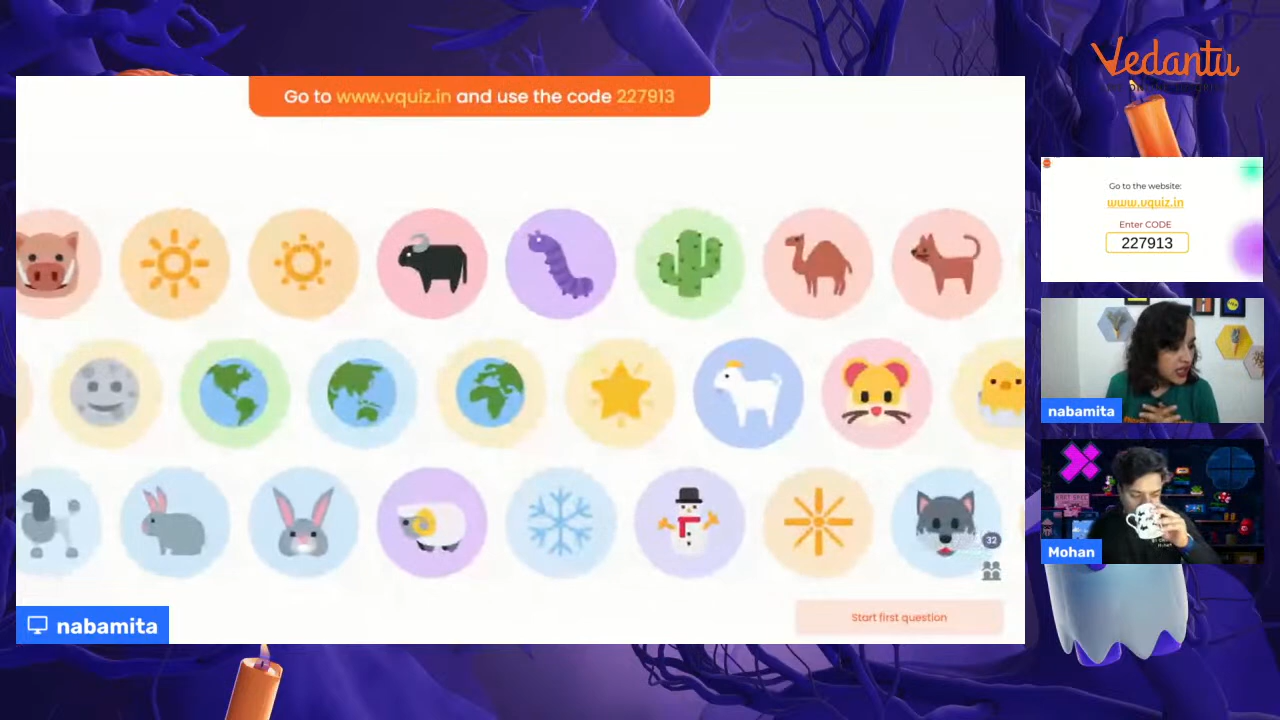 Vedantu
Go to www.vquiz.in and use the code 227913
Go to the website:
www.vquiz.in
Enter CODE
227913
nabamita
Mohan
32
Start first question
nabamita